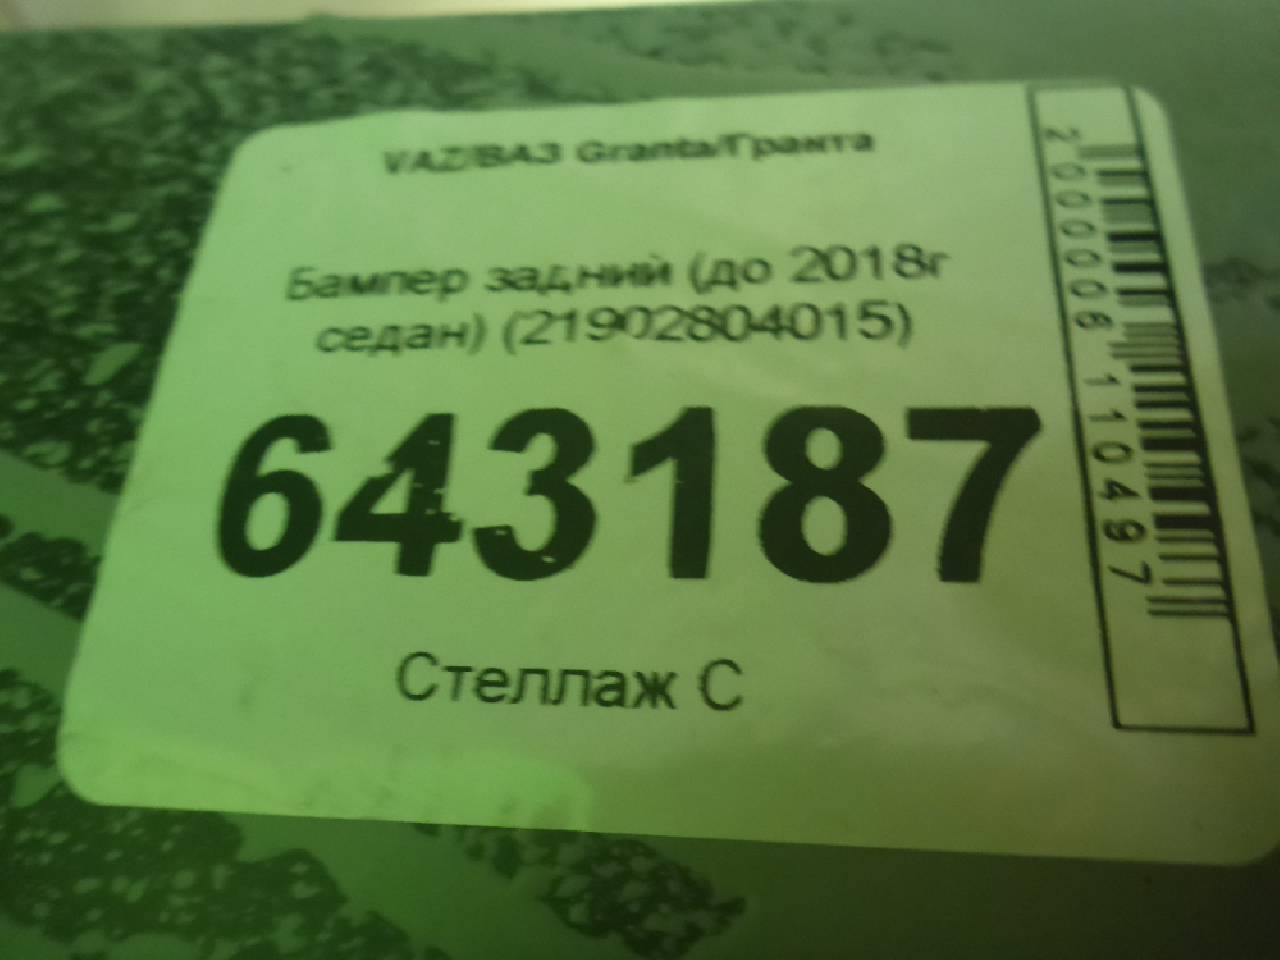 VAZ/ВАЗ Granta/Гранта
Бампер задний (до 2018г
седан) (21902804015)
643187
Стеллаж С
2000006110497